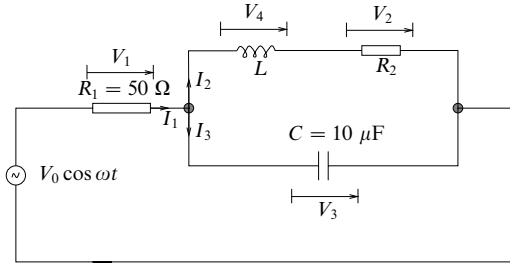 V₄ V₂
V₁
L R₂
R₁ = 50 Ω I₂
I₁
I₃ C = 10 μF
V₀ cos ωt
V₃